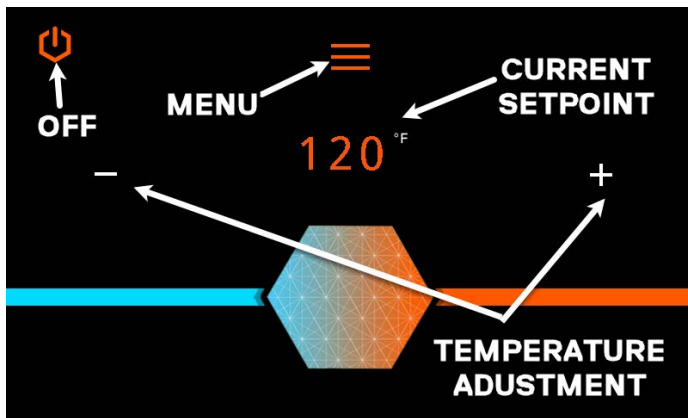 MENU
CURRENT
SETPOINT
OFF
120 °F
−
+
TEMPERATURE
ADUSTMENT